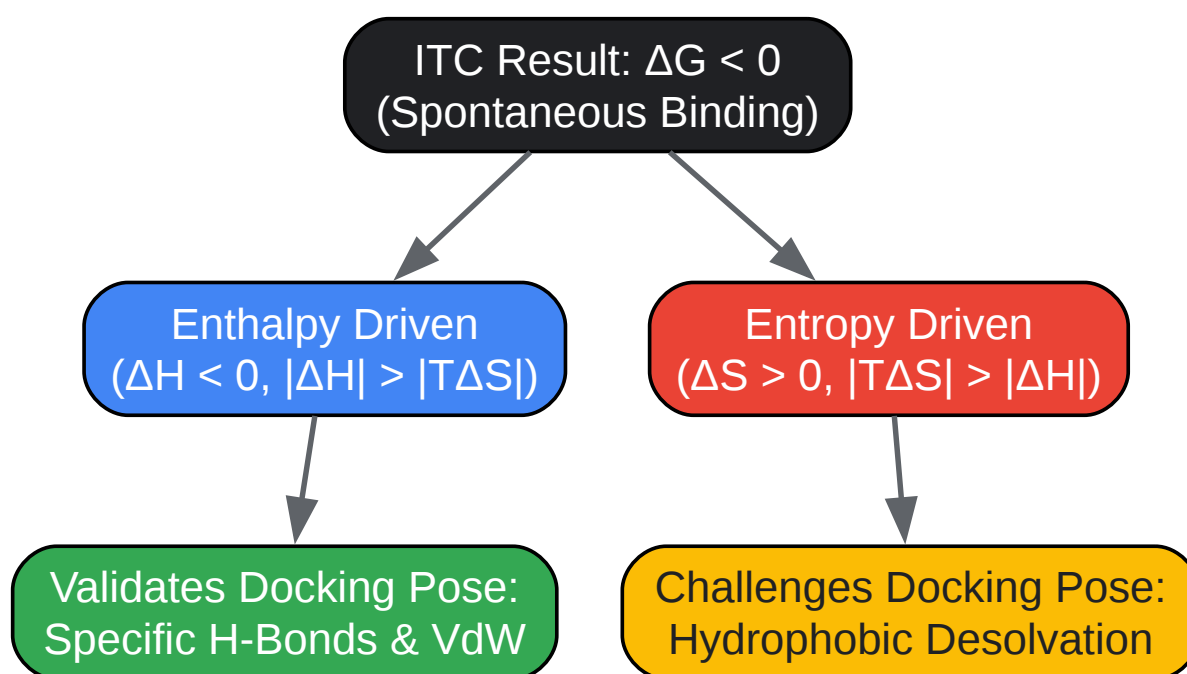 ITC Result: ΔG < 0
(Spontaneous Binding)
Enthalpy Driven
(ΔH < 0, |ΔH| > |TΔS|)
Entropy Driven
(ΔS > 0, |TΔS| > |ΔH|)
Validates Docking Pose:
Specific H-Bonds & VdW
Challenges Docking Pose:
Hydrophobic Desolvation